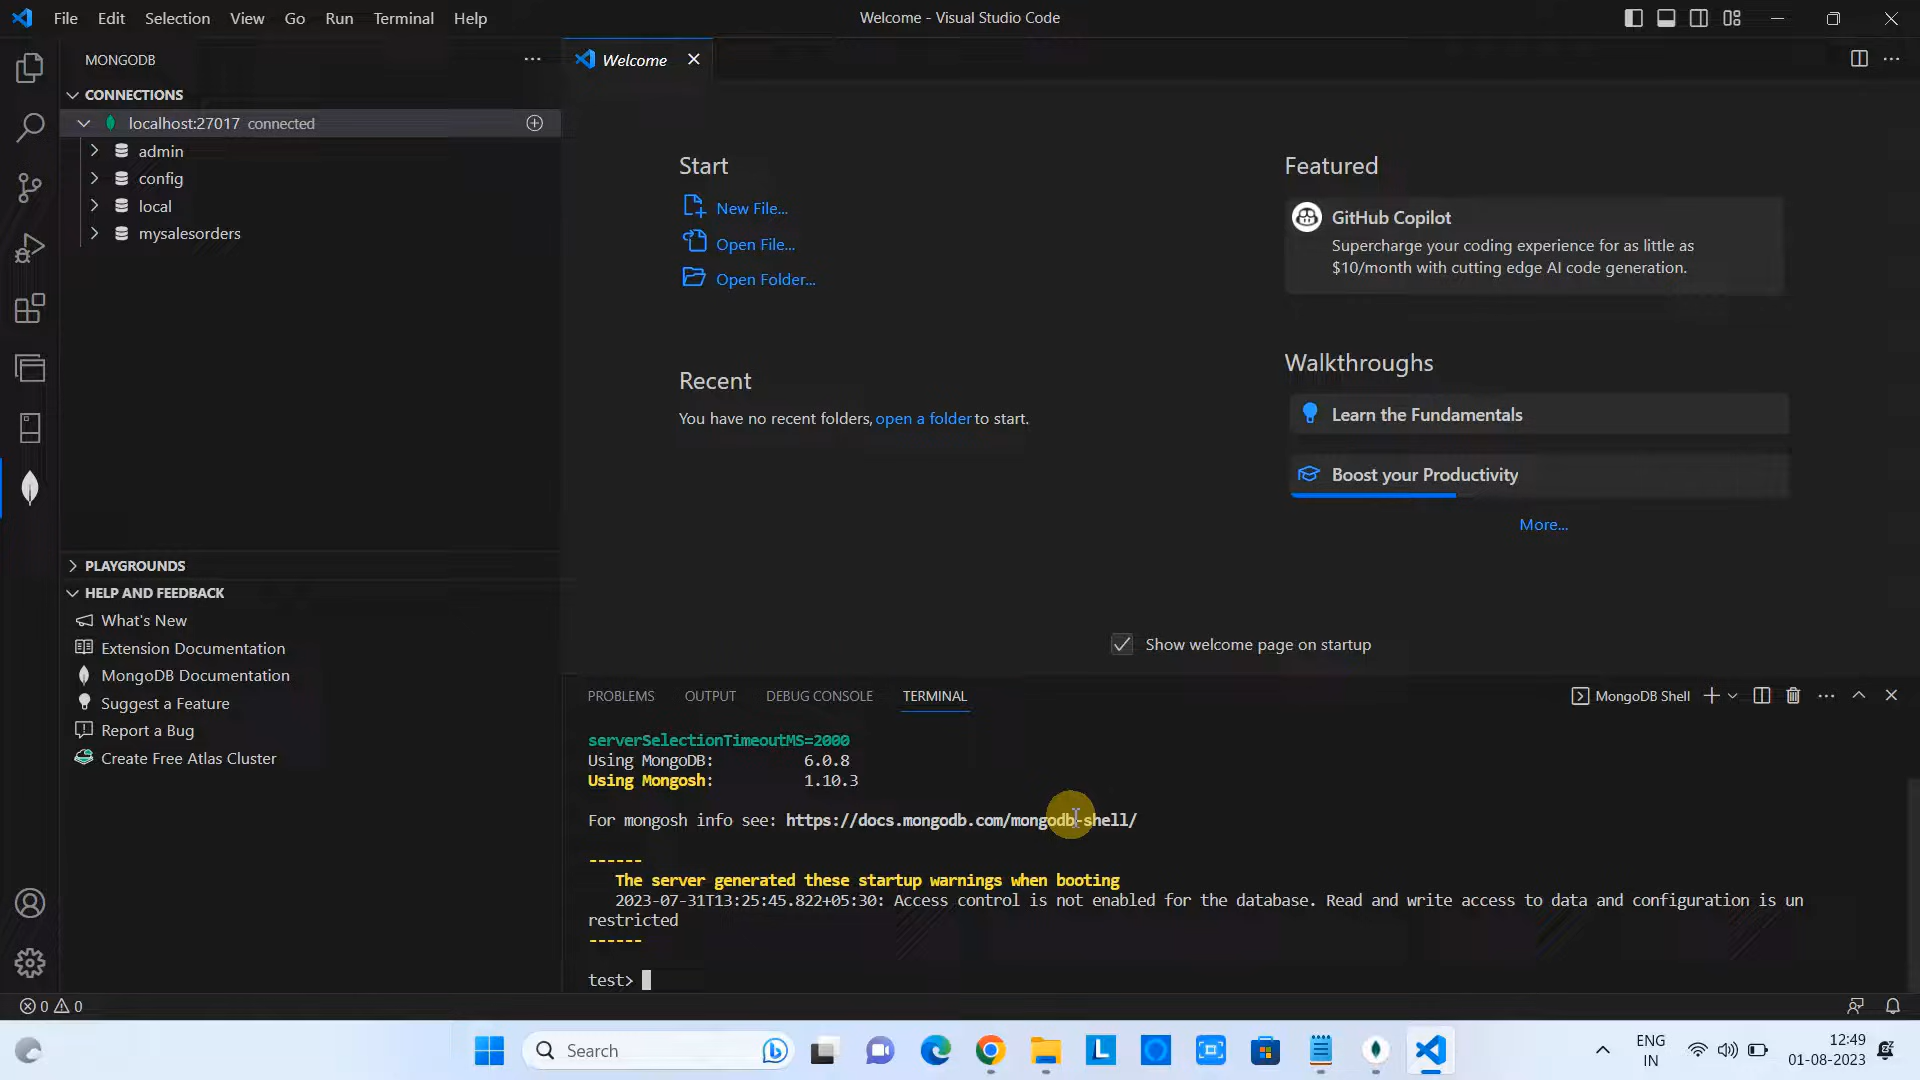 File Edit Selection View Go Run Terminal Help
Welcome - Visual Studio Code
MONGODB
CONNECTIONS
localhost:27017 connected
admin
config
local
mysalesorders
PLAYGROUNDS
HELP AND FEEDBACK
What's New
Extension Documentation
MongoDB Documentation
Suggest a Feature
Report a Bug
Create Free Atlas Cluster
Welcome
Start
New File...
Open File...
Open Folder...
Recent
You have no recent folders, open a folder to start.
Featured
GitHub Copilot
Supercharge your coding experience for as little as
$10/month with cutting edge AI code generation.
Walkthroughs
Learn the Fundamentals
Boost your Productivity
More...
Show welcome page on startup
PROBLEMS OUTPUT DEBUG CONSOLE TERMINAL
MongoDB Shell
serverSelectionTimeoutMS=2000
Using MongoDB: 6.0.8
Using Mongosh: 1.10.3
For mongosh info see: https://docs.mongodb.com/mongodb-shell/
------
The server generated these startup warnings when booting
2023-07-31T13:25:45.822+05:30: Access control is not enabled for the database. Read and write access to data and configuration is un
restricted
------
test>
0 0
Search
L
ENG
IN
12:49
01-08-2023